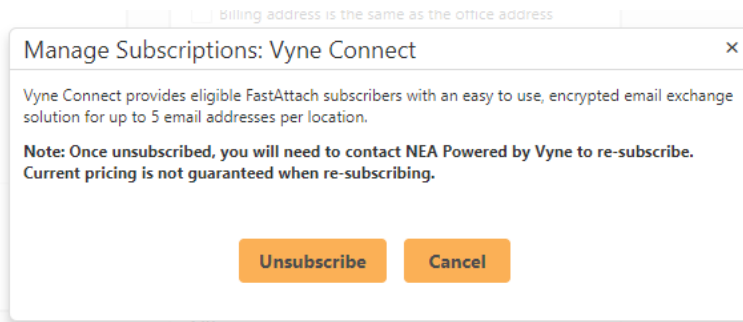 Billing address is the same as the office address
Manage Subscriptions: Vyne Connect
×
Vyne Connect provides eligible FastAttach subscribers with an easy to use, encrypted email exchange
solution for up to 5 email addresses per location.
Note: Once unsubscribed, you will need to contact NEA Powered by Vyne to re-subscribe.
Current pricing is not guaranteed when re-subscribing.
Unsubscribe Cancel